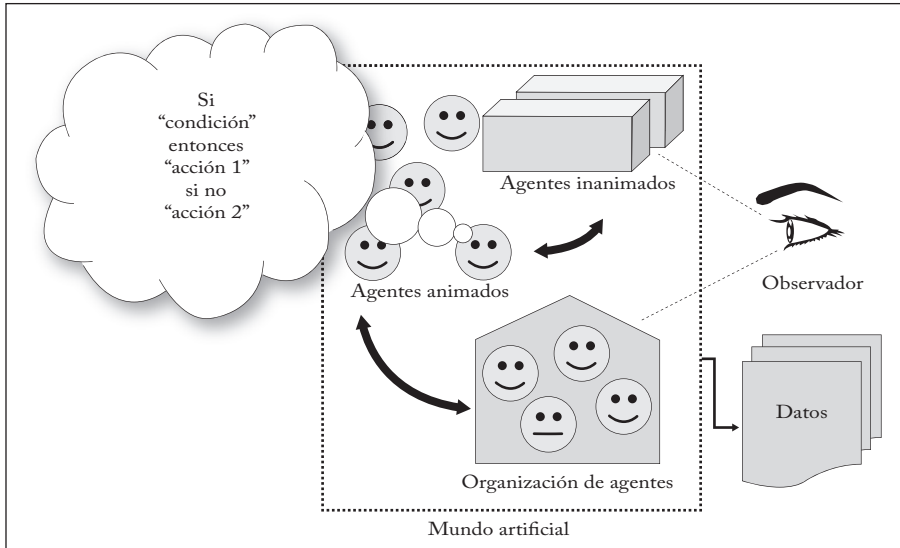 Si
“condición”
entonces
“acción 1”
si no
“acción 2”
Agentes inanimados
Agentes animados
Observador
Datos
Organización de agentes
Mundo artificial